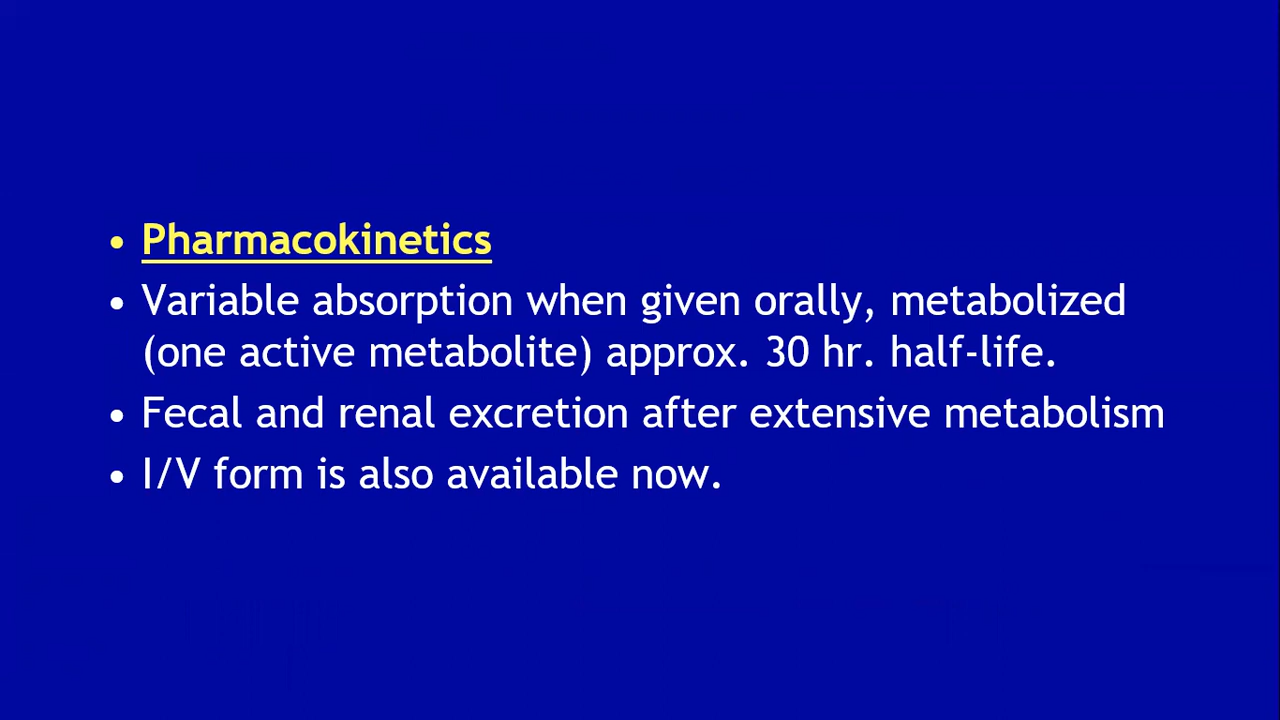 • Pharmacokinetics
• Variable absorption when given orally, metabolized
(one active metabolite) approx. 30 hr. half-life.
• Fecal and renal excretion after extensive metabolism
• I/V form is also available now.